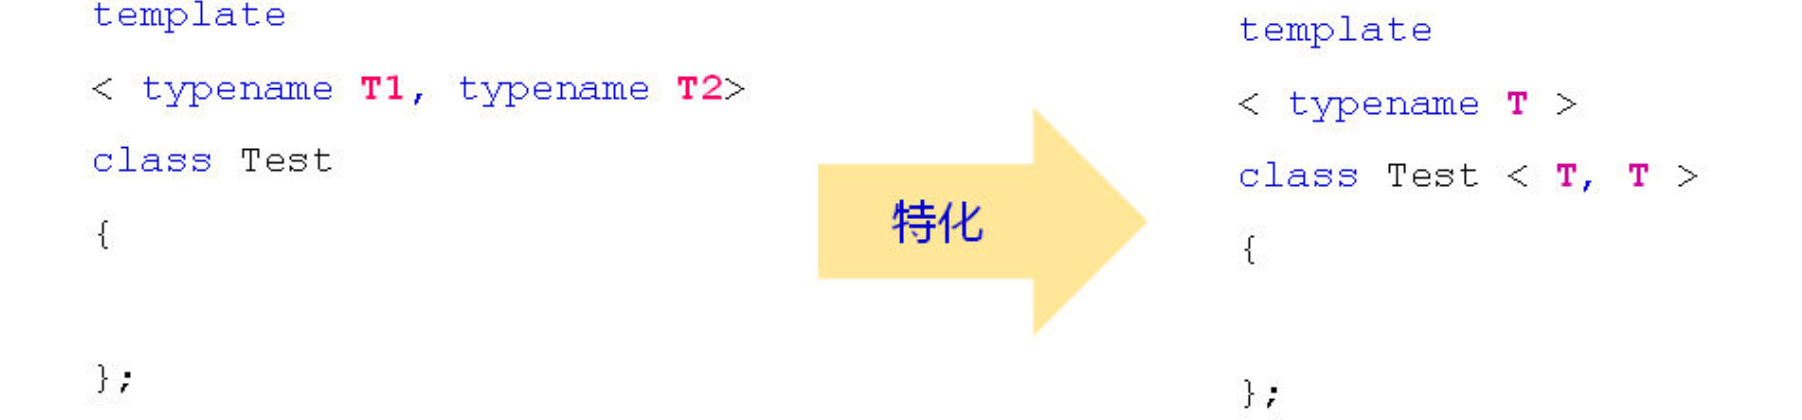 template
< typename T1, typename T2>
class Test
{
};
特化
template
< typename T >
class Test < T, T >
{
};